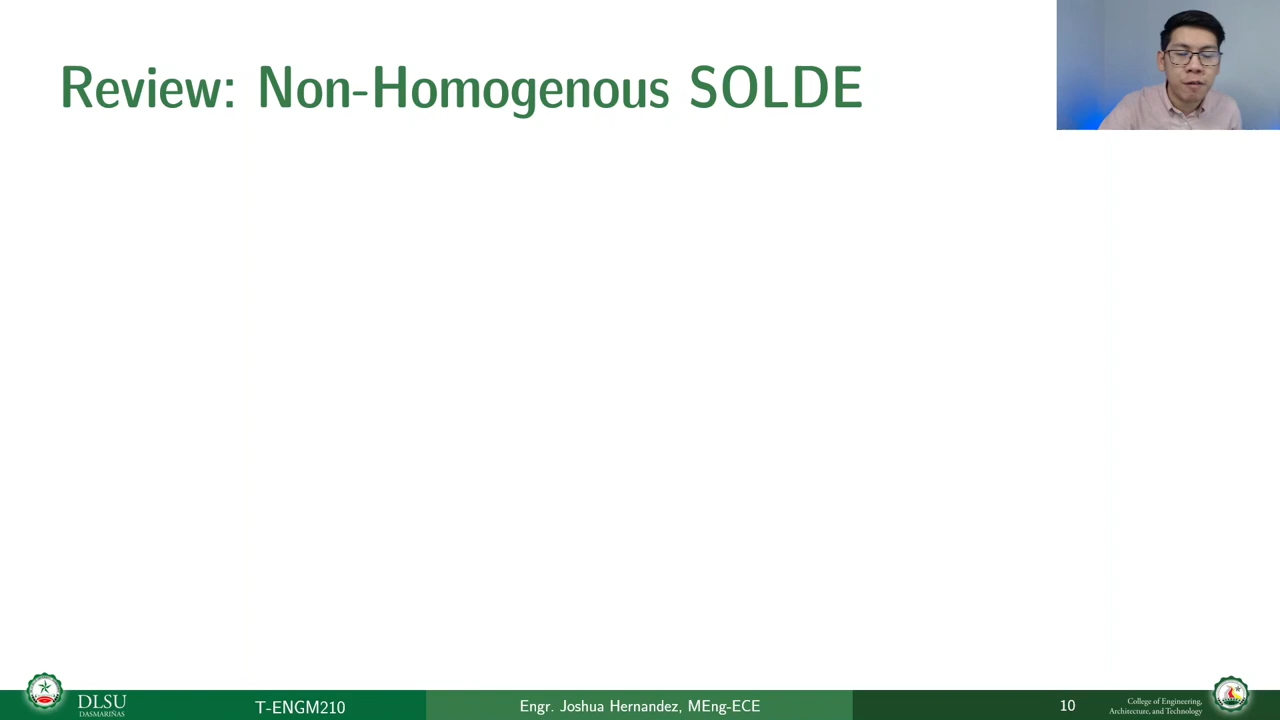 Review: Non-Homogenous SOLDE
DLSU
DASMARIÑAS
T-ENGM210
Engr. Joshua Hernandez, MEng-ECE
10
College of Engineering,
Architecture, and Technology